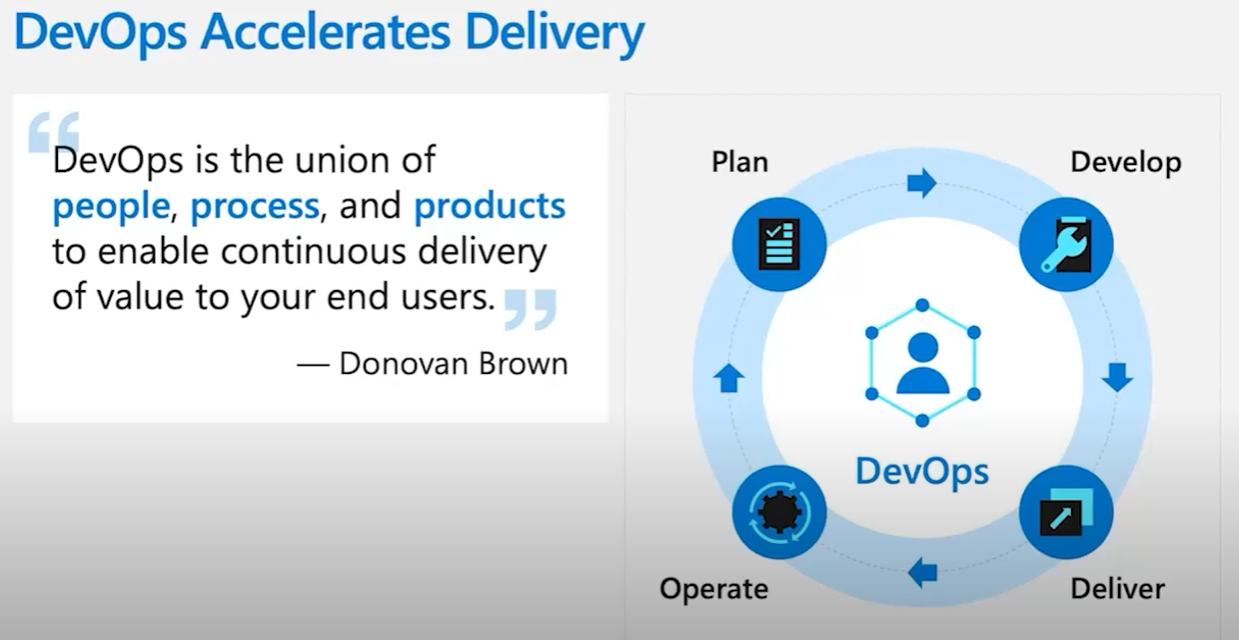 DevOps Accelerates Delivery
“DevOps is the union of
people, process, and products
to enable continuous delivery
of value to your end users.”
— Donovan Brown
Plan
Develop
DevOps
Operate
Deliver